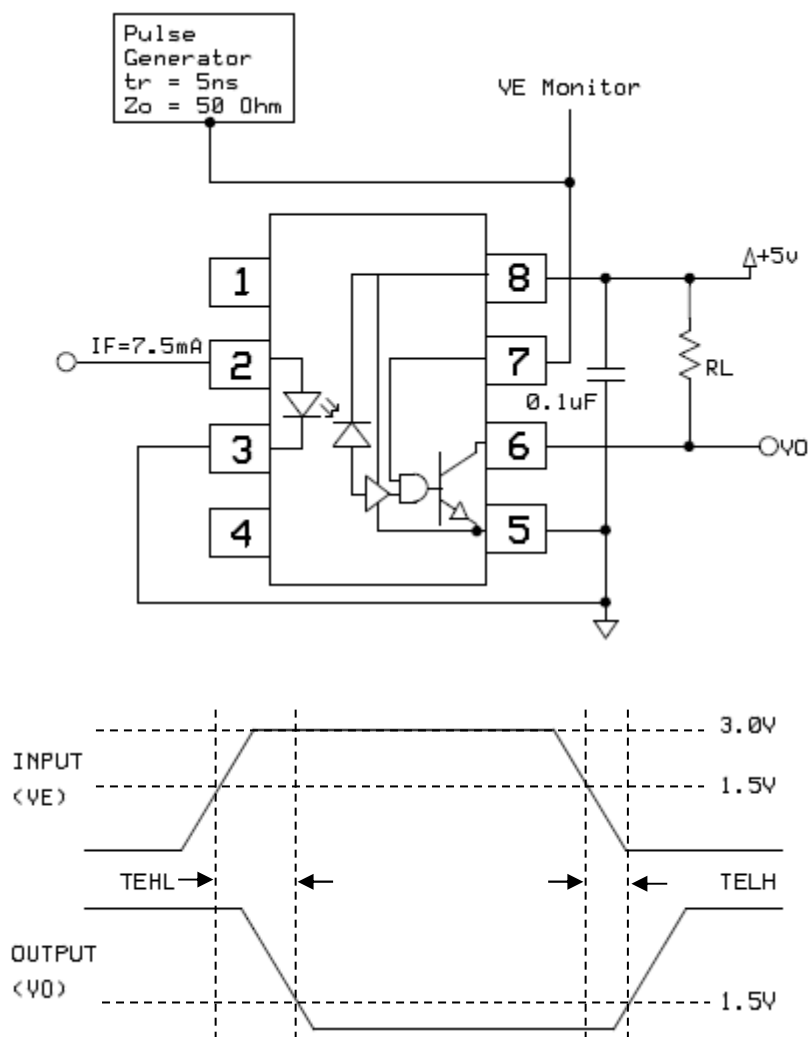 Pulse
Generator
tr = 5ns
Zo = 50 Ohm
VE Monitor
1
8
+5v
IF=7.5mA
2
7
RL
0.1uF
3
6
VO
4
5
3.0V
INPUT
1.5V
(VE)
TEHL
TELH
OUTPUT
(VO)
1.5V